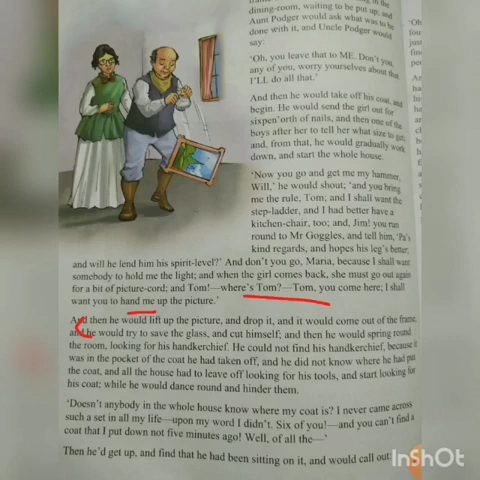 dining-room, waiting to be put up; and
Aunt Podger would ask what was to be
done with it, and Uncle Podger would
say:
'Oh, you leave that to ME. Don't you,
any of you, worry yourselves about that.
I'LL do all that.'
And then he would take off his coat, and
begin. He would send the girl out for
sixpen'orth of nails, and then one of the
boys after her to tell her what size to get;
and, from that, he would gradually work
down, and start the whole house.
'Now you go and get me my hammer,
Will,' he would shout; 'and you bring
me the rule, Tom; and I shall want the
step-ladder, and I had better have a
kitchen-chair, too; and, Jim! you run
round to Mr Goggles, and tell him, 'Pa's
kind regards, and hopes his leg's better;
and will he lend him his spirit-level?' And don't you go, Maria, because I shall want
somebody to hold me the light; and when the girl comes back, she must go out again
for a bit of picture-cord; and Tom!—where's Tom?—Tom, you come here; I shall
want you to hand me up the picture.'
And then he would lift up the picture, and drop it, and it would come out of the frame,
and he would try to save the glass, and cut himself; and then he would spring round
the room, looking for his handkerchief. He could not find his handkerchief, because it
was in the pocket of the coat he had taken off, and he did not know where he had put
the coat, and all the house had to leave off looking for his tools, and start looking for
his coat; while he would dance round and hinder them.
'Doesn't anybody in the whole house know where my coat is? I never came across
such a set in all my life—upon my word I didn't. Six of you!—and you can't find a
coat that I put down not five minutes ago! Well, of all the—'
Then he'd get up, and find that he had been sitting on it, and would call out:
InShOt